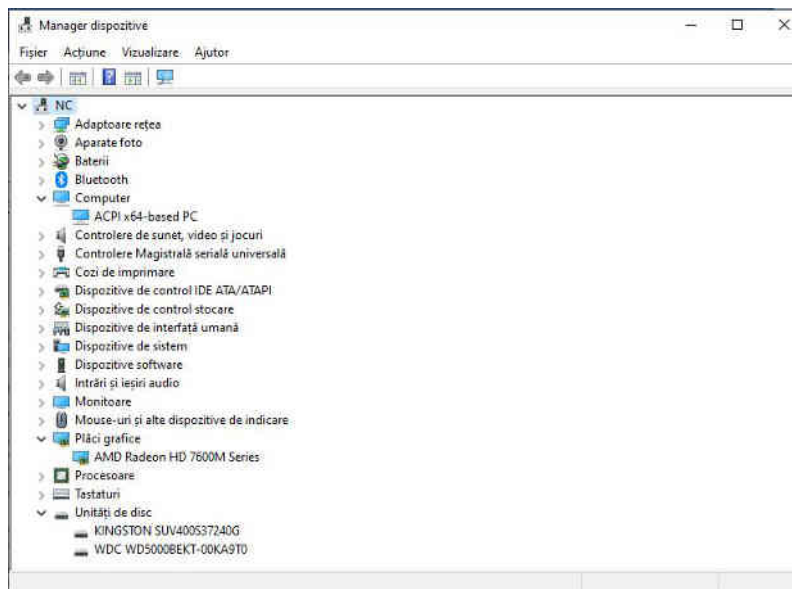 Manager dispozitive
Fișier Acțiune Vizualizare Ajutor
NC
Adaptoare rețea
Aparate foto
Baterii
Bluetooth
Computer
ACPI x64-based PC
Controlere de sunet, video și jocuri
Controlere Magistrală serială universală
Cozi de imprimare
Dispozitive de control IDE ATA/ATAPI
Dispozitive de control stocare
Dispozitive de interfață umană
Dispozitive de sistem
Dispozitive software
Intrări și ieșiri audio
Monitoare
Mouse-uri și alte dispozitive de indicare
Plăci grafice
AMD Radeon HD 7600M Series
Procesoare
Tastaturi
Unități de disc
KINGSTON SUV400S37240G
WDC WD5000BEKT-00KA9T0